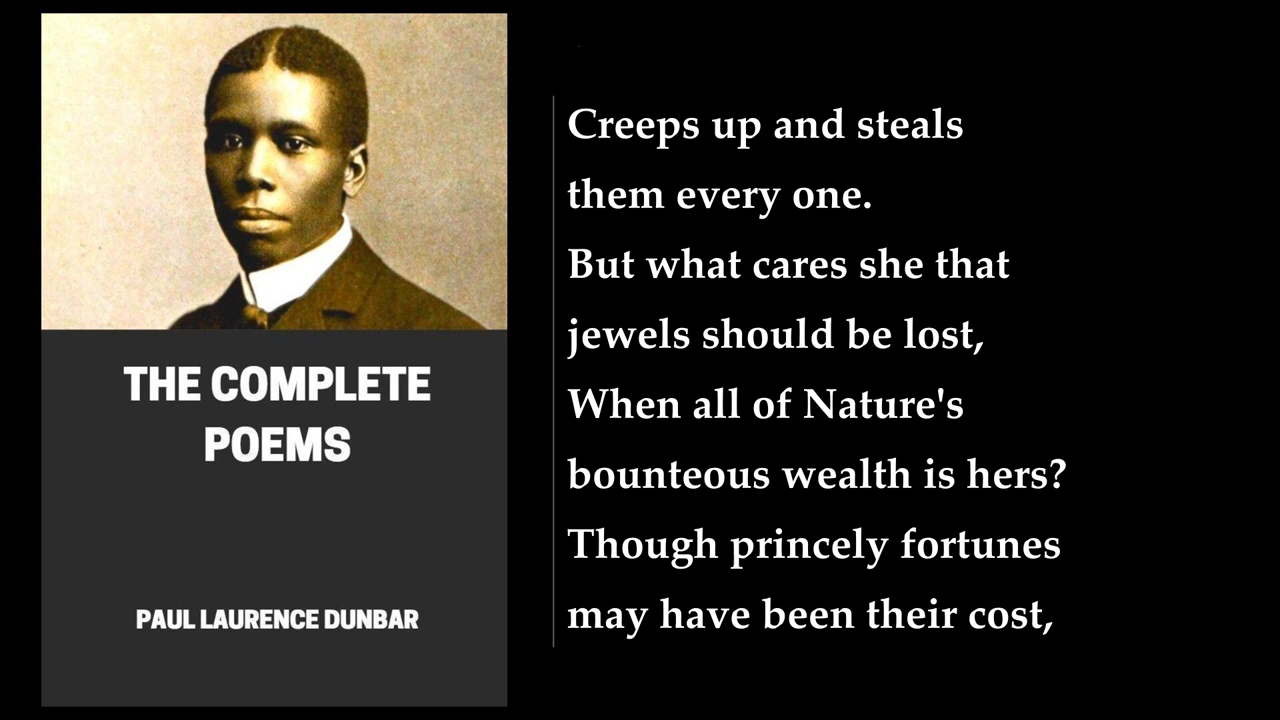 THE COMPLETE
POEMS
PAUL LAURENCE DUNBAR
Creeps up and steals
them every one.
But what cares she that
jewels should be lost,
When all of Nature's
bounteous wealth is hers?
Though princely fortunes
may have been their cost,